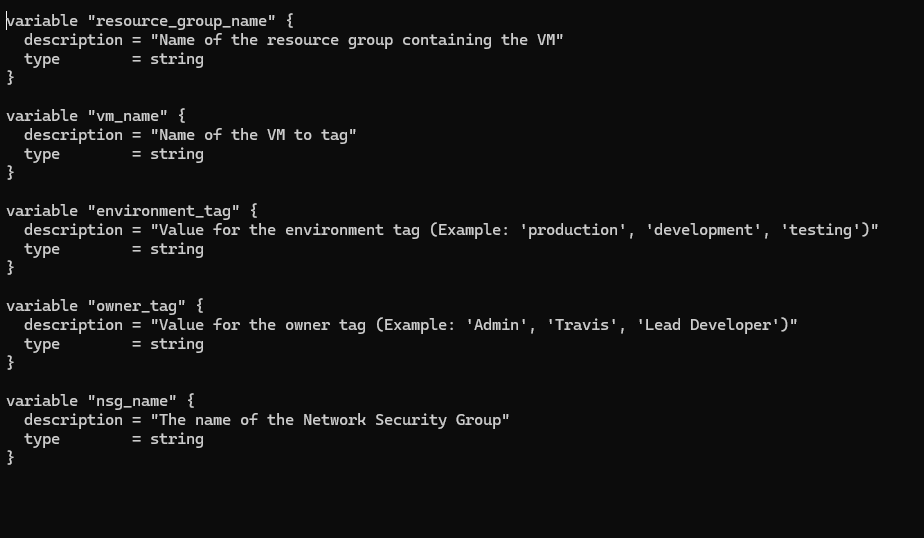 variable "resource_group_name" {
  description = "Name of the resource group containing the VM"
  type        = string
}

variable "vm_name" {
  description = "Name of the VM to tag"
  type        = string
}

variable "environment_tag" {
  description = "Value for the environment tag (Example: 'production', 'development', 'testing')"
  type        = string
}

variable "owner_tag" {
  description = "Value for the owner tag (Example: 'Admin', 'Travis', 'Lead Developer')"
  type        = string
}

variable "nsg_name" {
  description = "The name of the Network Security Group"
  type        = string
}